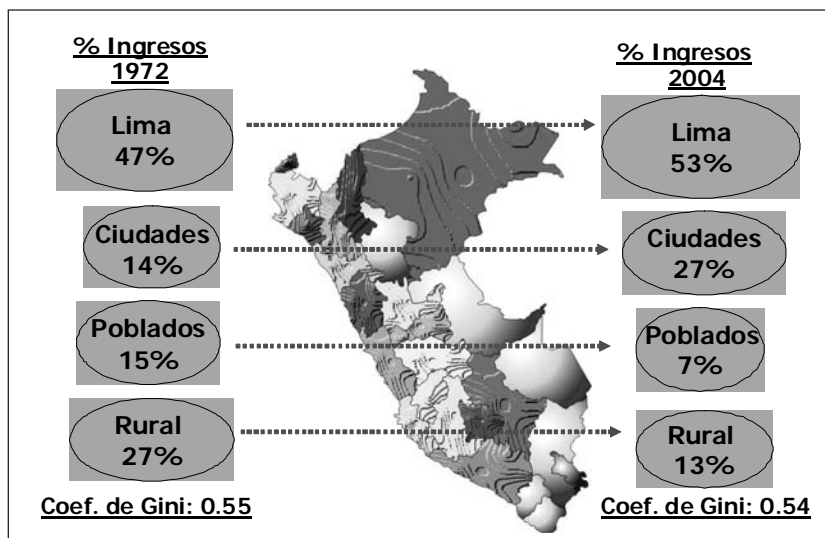 % Ingresos
1972
Lima
47%
Ciudades
14%
Poblados
15%
Rural
27%
Coef. de Gini: 0.55
% Ingresos
2004
Lima
53%
Ciudades
27%
Poblados
7%
Rural
13%
Coef. de Gini: 0.54